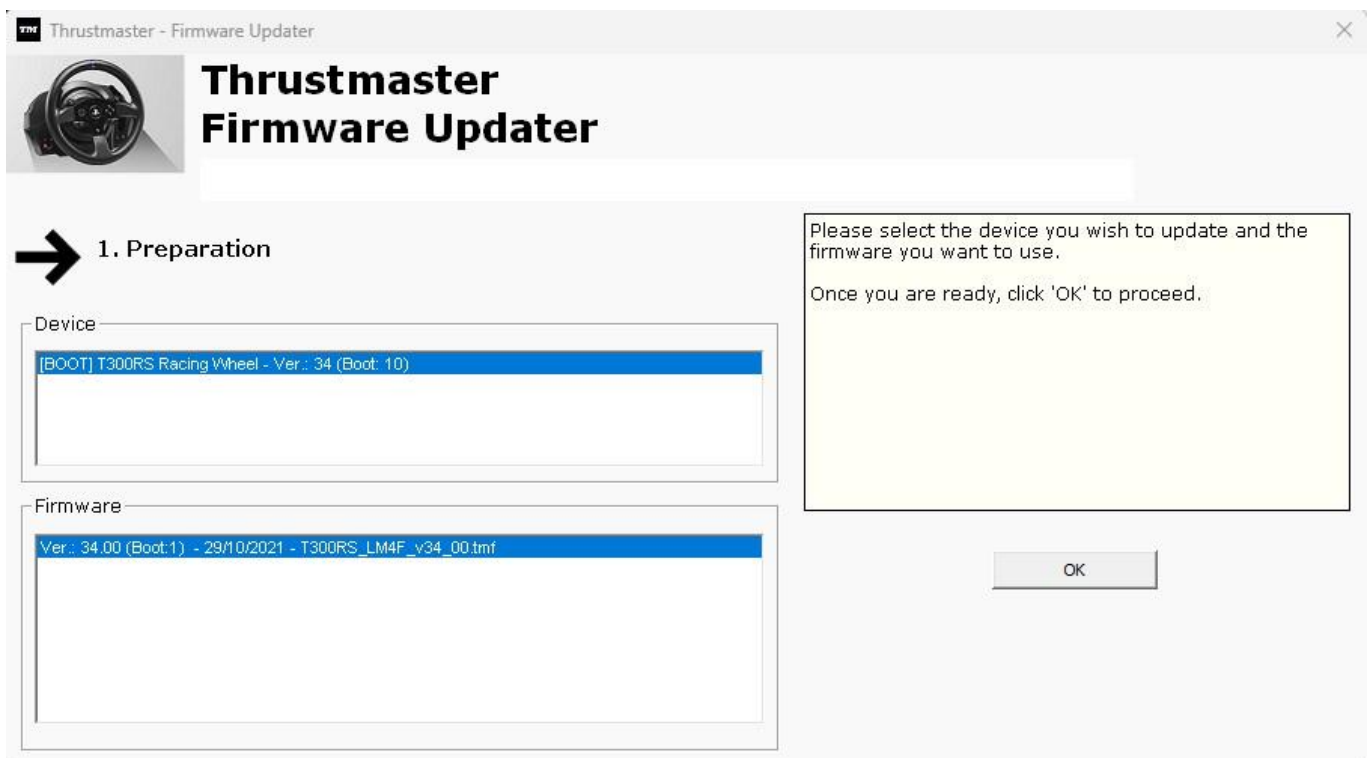 TM Thrustmaster - Firmware Updater
Thrustmaster
Firmware Updater
1. Preparation
Please select the device you wish to update and the
firmware you want to use.
Once you are ready, click 'OK' to proceed.
Device
[BOOT] T300RS Racing Wheel - Ver.: 34 (Boot: 10)
Firmware
Ver.: 34.00 (Boot:1)  - 29/10/2021 - T300RS_LM4F_v34_00.tmf
OK